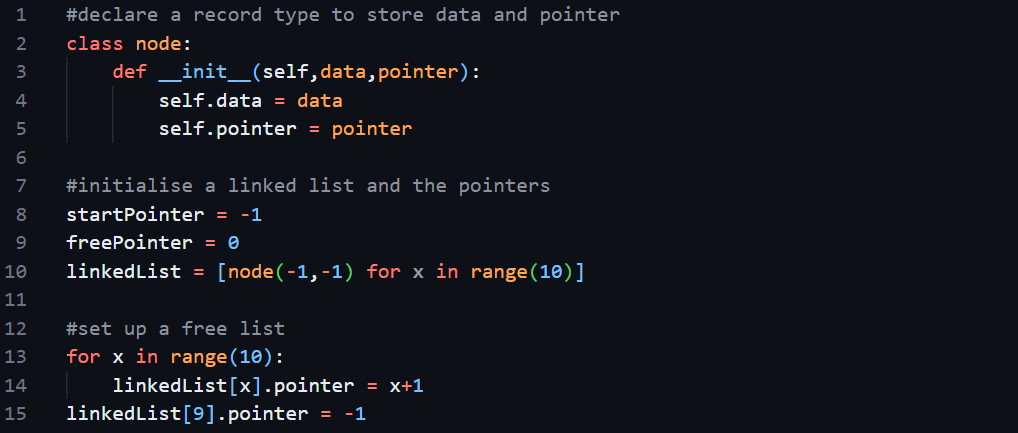 1 #declare a record type to store data and pointer
2 class node:
3     def __init__(self,data,pointer):
4         self.data = data
5         self.pointer = pointer
6
7 #initialise a linked list and the pointers
8 startPointer = -1
9 freePointer = 0
10 linkedList = [node(-1,-1) for x in range(10)]
11
12 #set up a free list
13 for x in range(10):
14     linkedList[x].pointer = x+1
15 linkedList[9].pointer = -1